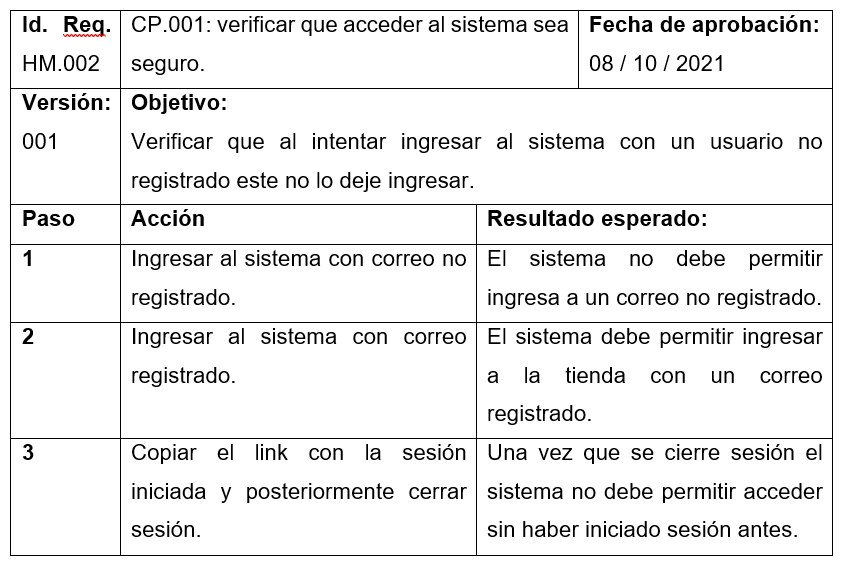 Id. Req. HM.002
CP.001: verificar que acceder al sistema sea
seguro.
Fecha de aprobación:
08 / 10 / 2021
Versión:
001
Objetivo:
Verificar que al intentar ingresar al sistema con un usuario no
registrado este no lo deje ingresar.
Paso
Acción
Resultado esperado:
1
Ingresar al sistema con correo no
registrado.
El sistema no debe permitir
ingresa a un correo no registrado.
2
Ingresar al sistema con correo
registrado.
El sistema debe permitir ingresar
a la tienda con un correo
registrado.
3
Copiar el link con la sesión
iniciada y posteriormente cerrar
sesión.
Una vez que se cierre sesión el
sistema no debe permitir acceder
sin haber iniciado sesión antes.